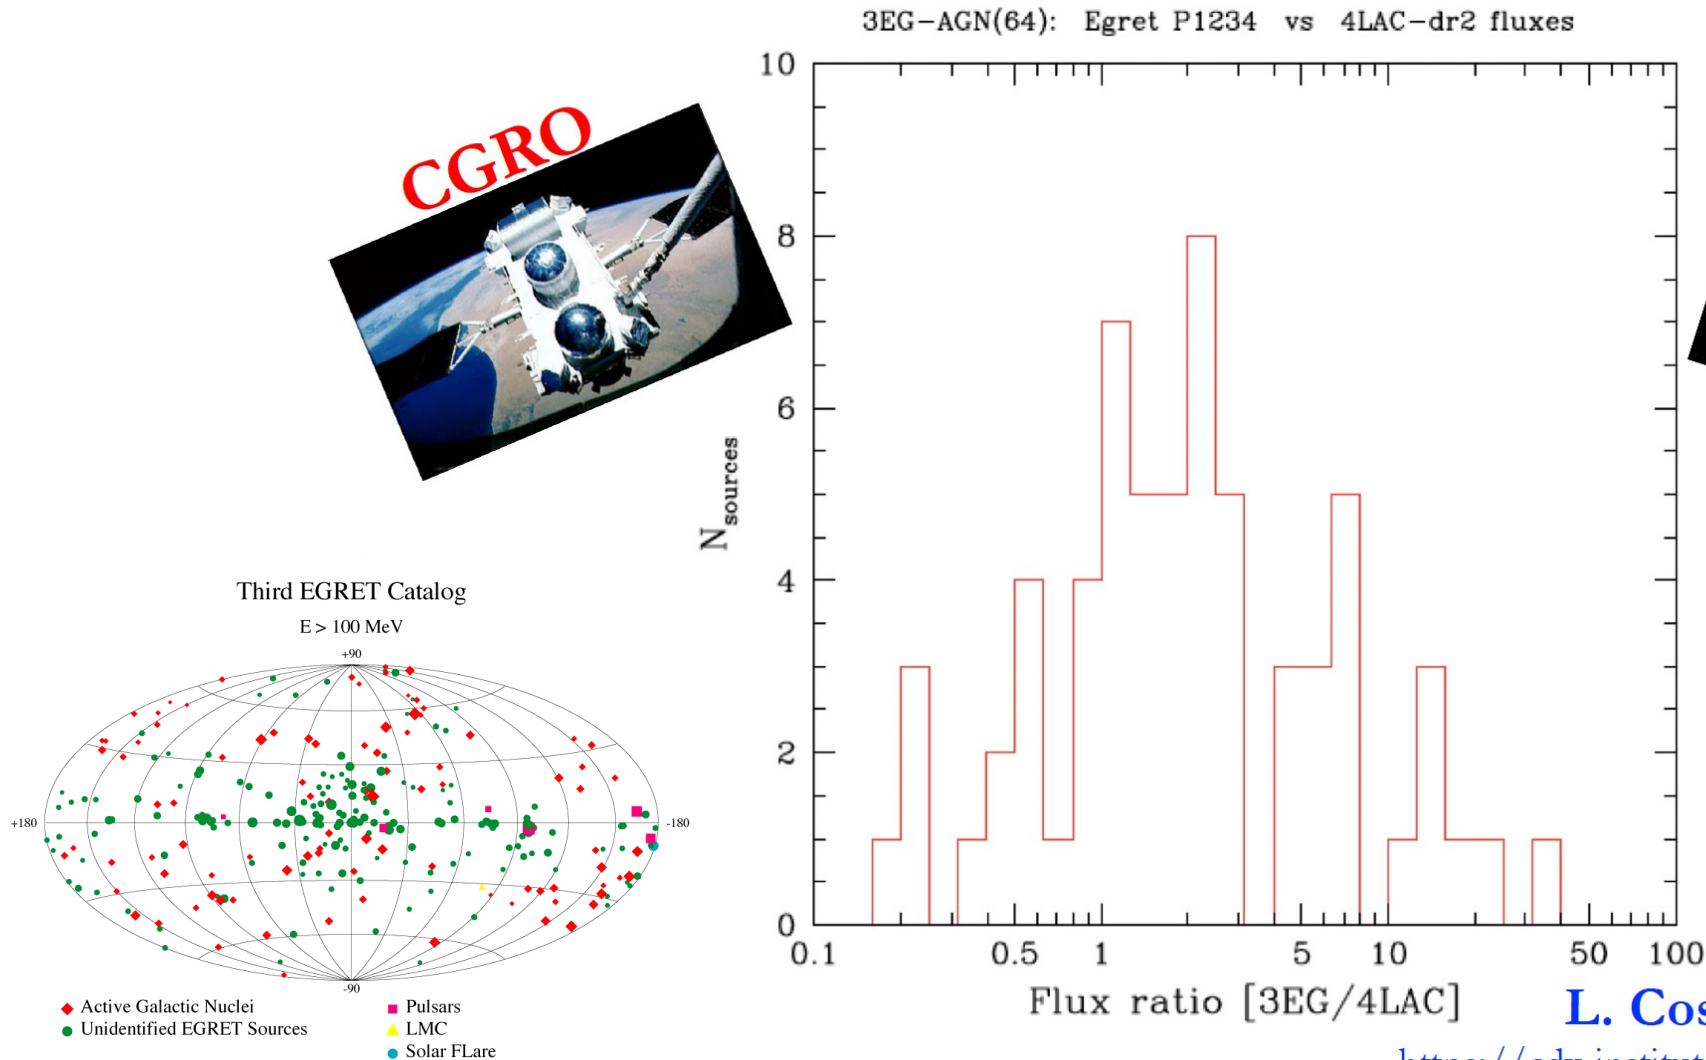 3EG-AGN(64): Egret P1234 vs 4LAC-dr2 fluxes
CGRO
10
8
6
4
2
0
N sources
0.1 0.5 1 5 10 50 100
Flux ratio [3EG/4LAC]
Third EGRET Catalog
E > 100 MeV
+90
+180
-180
-90
Active Galactic Nuclei
Unidentified EGRET Sources
Pulsars
LMC
Solar FLare
L. Cos